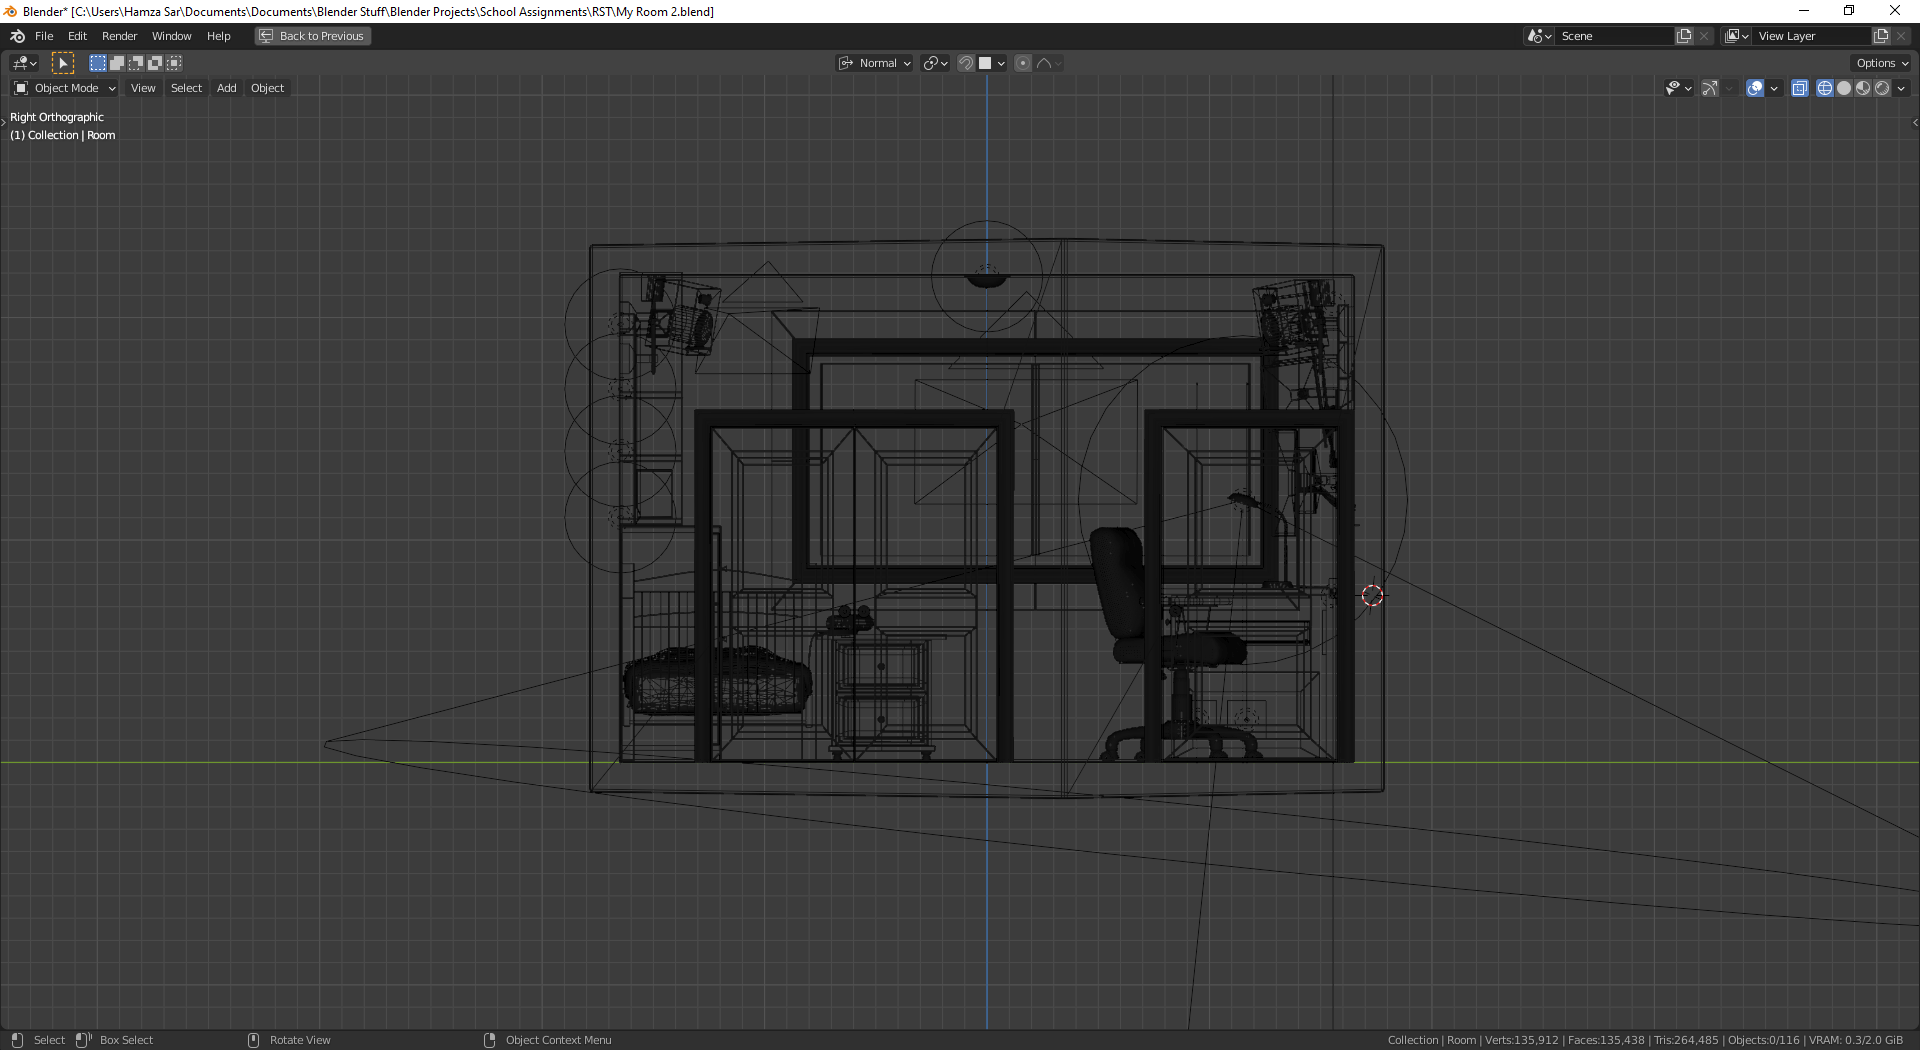 Blender* [C:\Users\Hamza Sar\Documents\Documents\Blender Stuff\Blender Projects\School Assignments\RST\My Room 2.blend]
File Edit Render Window Help Back to Previous Scene View Layer
Normal Options
Object Mode View Select Add Object
Right Orthographic
(1) Collection | Room
Select Box Select Rotate View Object Context Menu Collection | Room | Verts:135,912 | Faces:135,438 | Tris:264,485 | Objects:0/116 | VRAM: 0.3/2.0 GiB